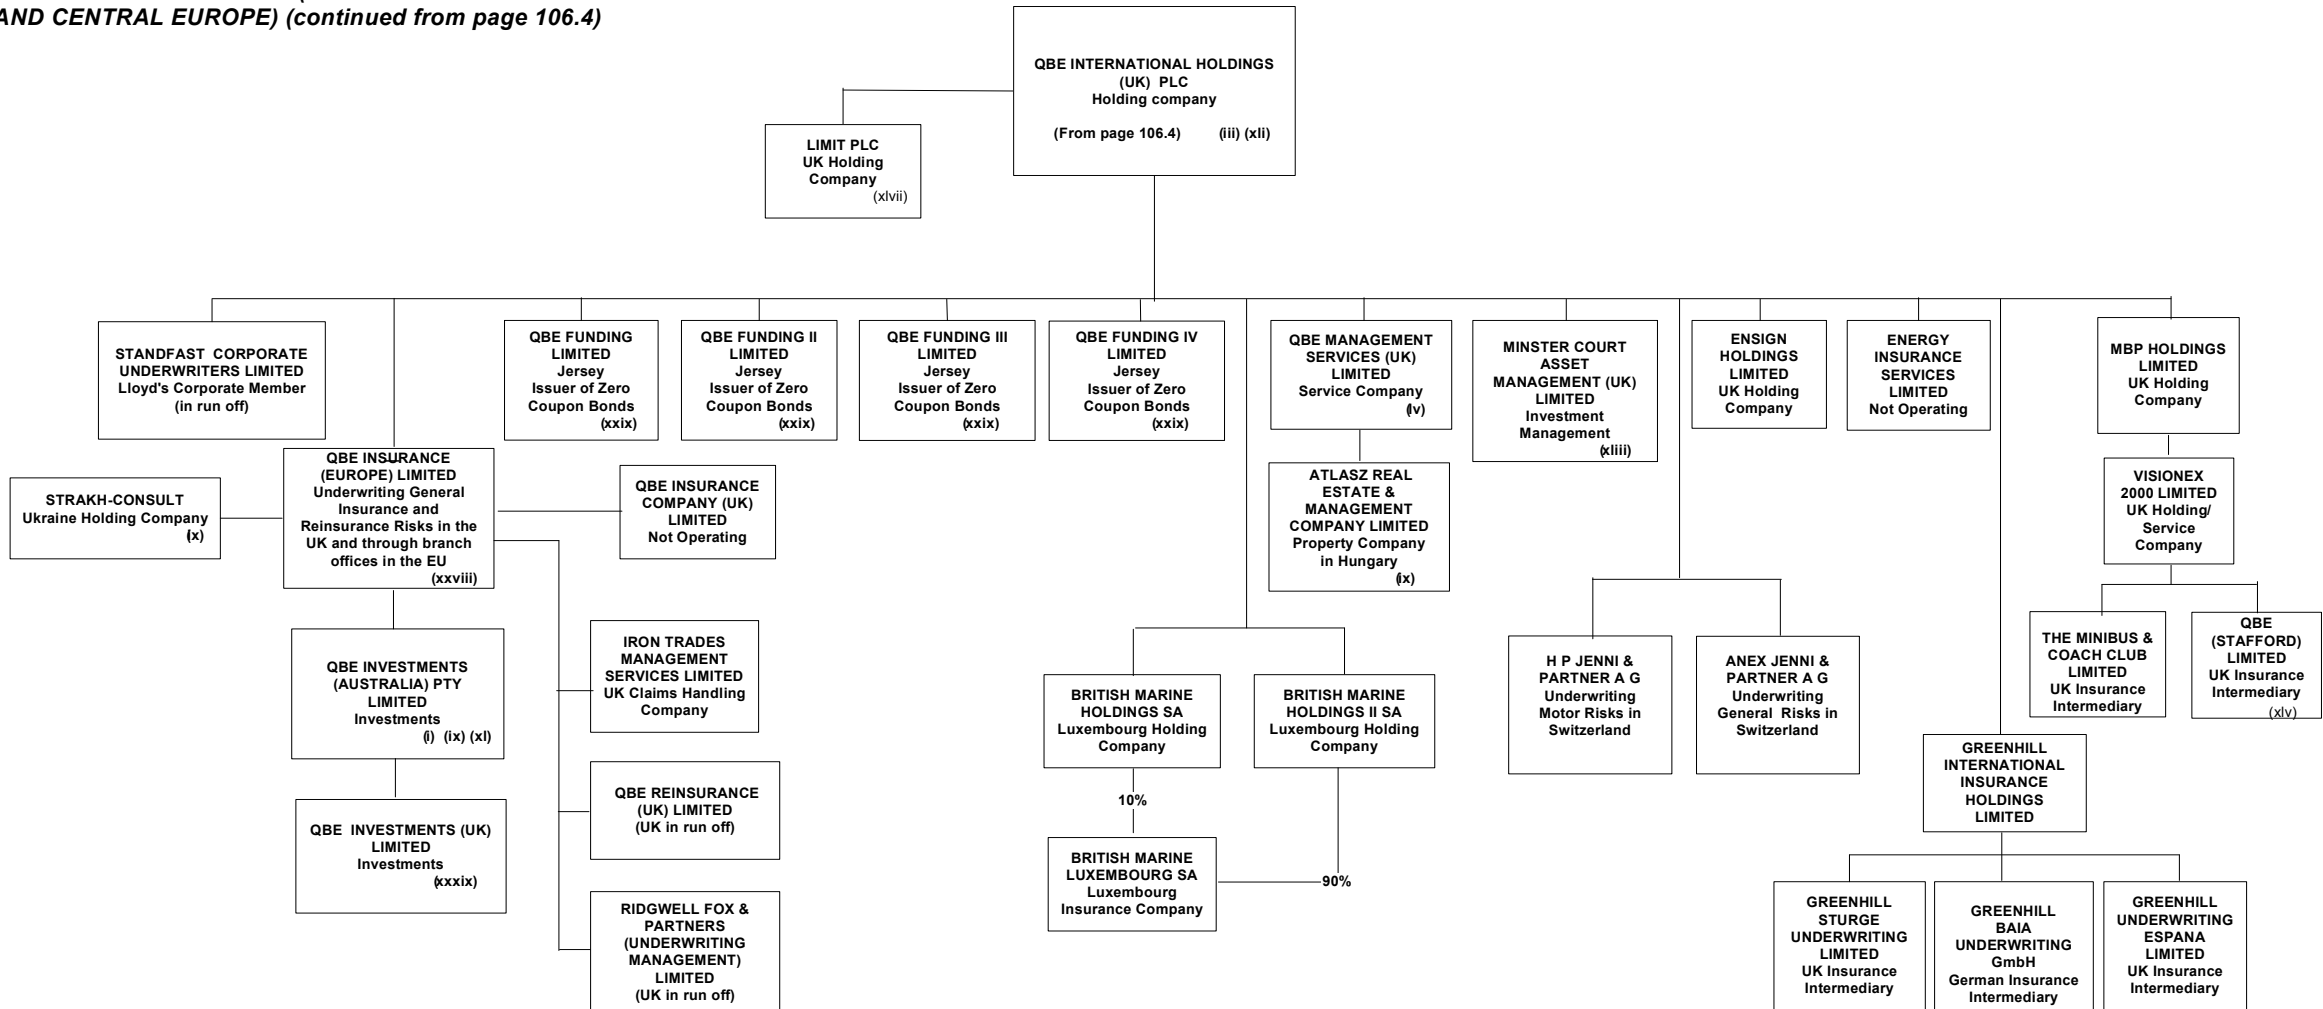 AND CENTRAL EUROPE) (continued from page 106.4)
QBE INTERNATIONAL HOLDINGS
(UK) PLC
Holding company
(From page 106.4) (iii) (xli)
LIMIT PLC
UK Holding
Company
(xlvii)
STANDFAST CORPORATE
UNDERWRITERS LIMITED
Lloyd's Corporate Member
(in run off)
QBE FUNDING
LIMITED
Jersey
Issuer of Zero
Coupon Bonds
(xxix)
QBE FUNDING II
LIMITED
Jersey
Issuer of Zero
Coupon Bonds
(xxix)
QBE FUNDING III
LIMITED
Jersey
Issuer of Zero
Coupon Bonds
(xxix)
QBE FUNDING IV
LIMITED
Jersey
Issuer of Zero
Coupon Bonds
(xxix)
QBE MANAGEMENT
SERVICES (UK)
LIMITED
Service Company
(lv)
MINSTER COURT
ASSET
MANAGEMENT (UK)
LIMITED
Investment
Management
(xliii)
ENSIGN
HOLDINGS
LIMITED
UK Holding
Company
ENERGY
INSURANCE
SERVICES
LIMITED
Not Operating
MBP HOLDINGS
LIMITED
UK Holding
Company
STRAKH-CONSULT
Ukraine Holding Company
(x)
QBE INSURANCE
(EUROPE) LIMITED
Underwriting General
Insurance and
Reinsurance Risks in the
UK and through branch
offices in the EU
(xxviii)
QBE INSURANCE
COMPANY (UK)
LIMITED
Not Operating
ATLASZ REAL
ESTATE &
MANAGEMENT
COMPANY LIMITED
Property Company
in Hungary
(ix)
VISIONEX
2000 LIMITED
UK Holding/
Service
Company
QBE INVESTMENTS
(AUSTRALIA) PTY
LIMITED
Investments
(i) (ix) (xl)
IRON TRADES
MANAGEMENT
SERVICES LIMITED
UK Claims Handling
Company
BRITISH MARINE
HOLDINGS SA
Luxembourg Holding
Company
BRITISH MARINE
HOLDINGS II SA
Luxembourg Holding
Company
H P JENNI &
PARTNER A G
Underwriting
Motor Risks in
Switzerland
ANEX JENNI &
PARTNER A G
Underwriting
General Risks in
Switzerland
THE MINIBUS &
COACH CLUB
LIMITED
UK Insurance
Intermediary
QBE
(STAFFORD)
LIMITED
UK Insurance
Intermediary
(xlv)
GREENHILL
INTERNATIONAL
INSURANCE
HOLDINGS
LIMITED
QBE INVESTMENTS (UK)
LIMITED
Investments
(xxxix)
QBE REINSURANCE
(UK) LIMITED
(UK in run off)
10%
90%
BRITISH MARINE
LUXEMBOURG SA
Luxembourg
Insurance Company
RIDGWELL FOX &
PARTNERS
(UNDERWRITING
MANAGEMENT)
LIMITED
(UK in run off)
GREENHILL
STURGE
UNDERWRITING
LIMITED
UK Insurance
Intermediary
GREENHILL
BAIA
UNDERWRITING
GmbH
German Insurance
Intermediary
GREENHILL
UNDERWRITING
ESPANA
LIMITED
UK Insurance
Intermediary